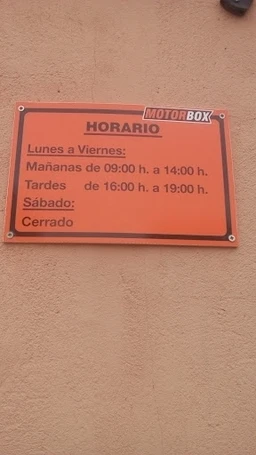 MOTORBOX
HORARIO
Lunes a Viernes:
Mañanas de 09:00 h. a 14:00 h.
Tardes de 16:00 h. a 19:00 h.
Sábado:
Cerrado